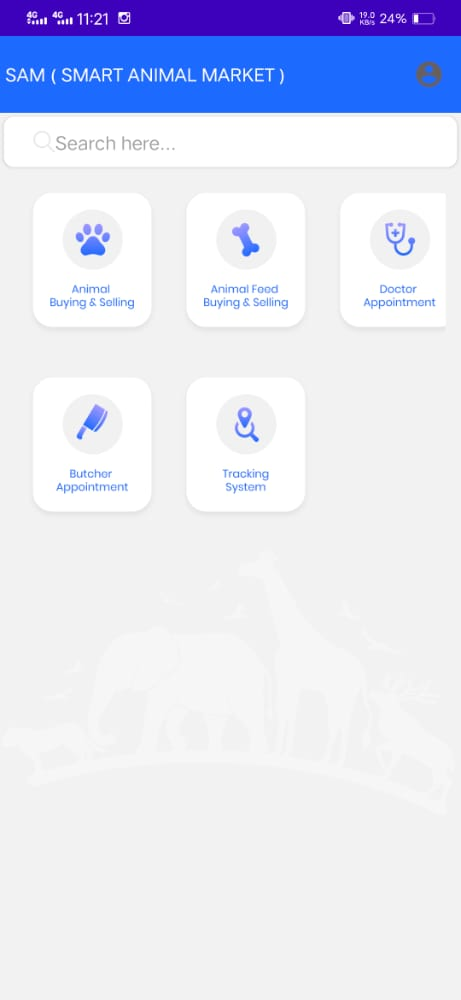 4G 4G 11:21 19.0 KB/s 24%
SAM ( SMART ANIMAL MARKET )
Search here...
Animal
Buying & Selling
Animal Feed
Buying & Selling
Doctor
Appointment
Butcher
Appointment
Tracking
System